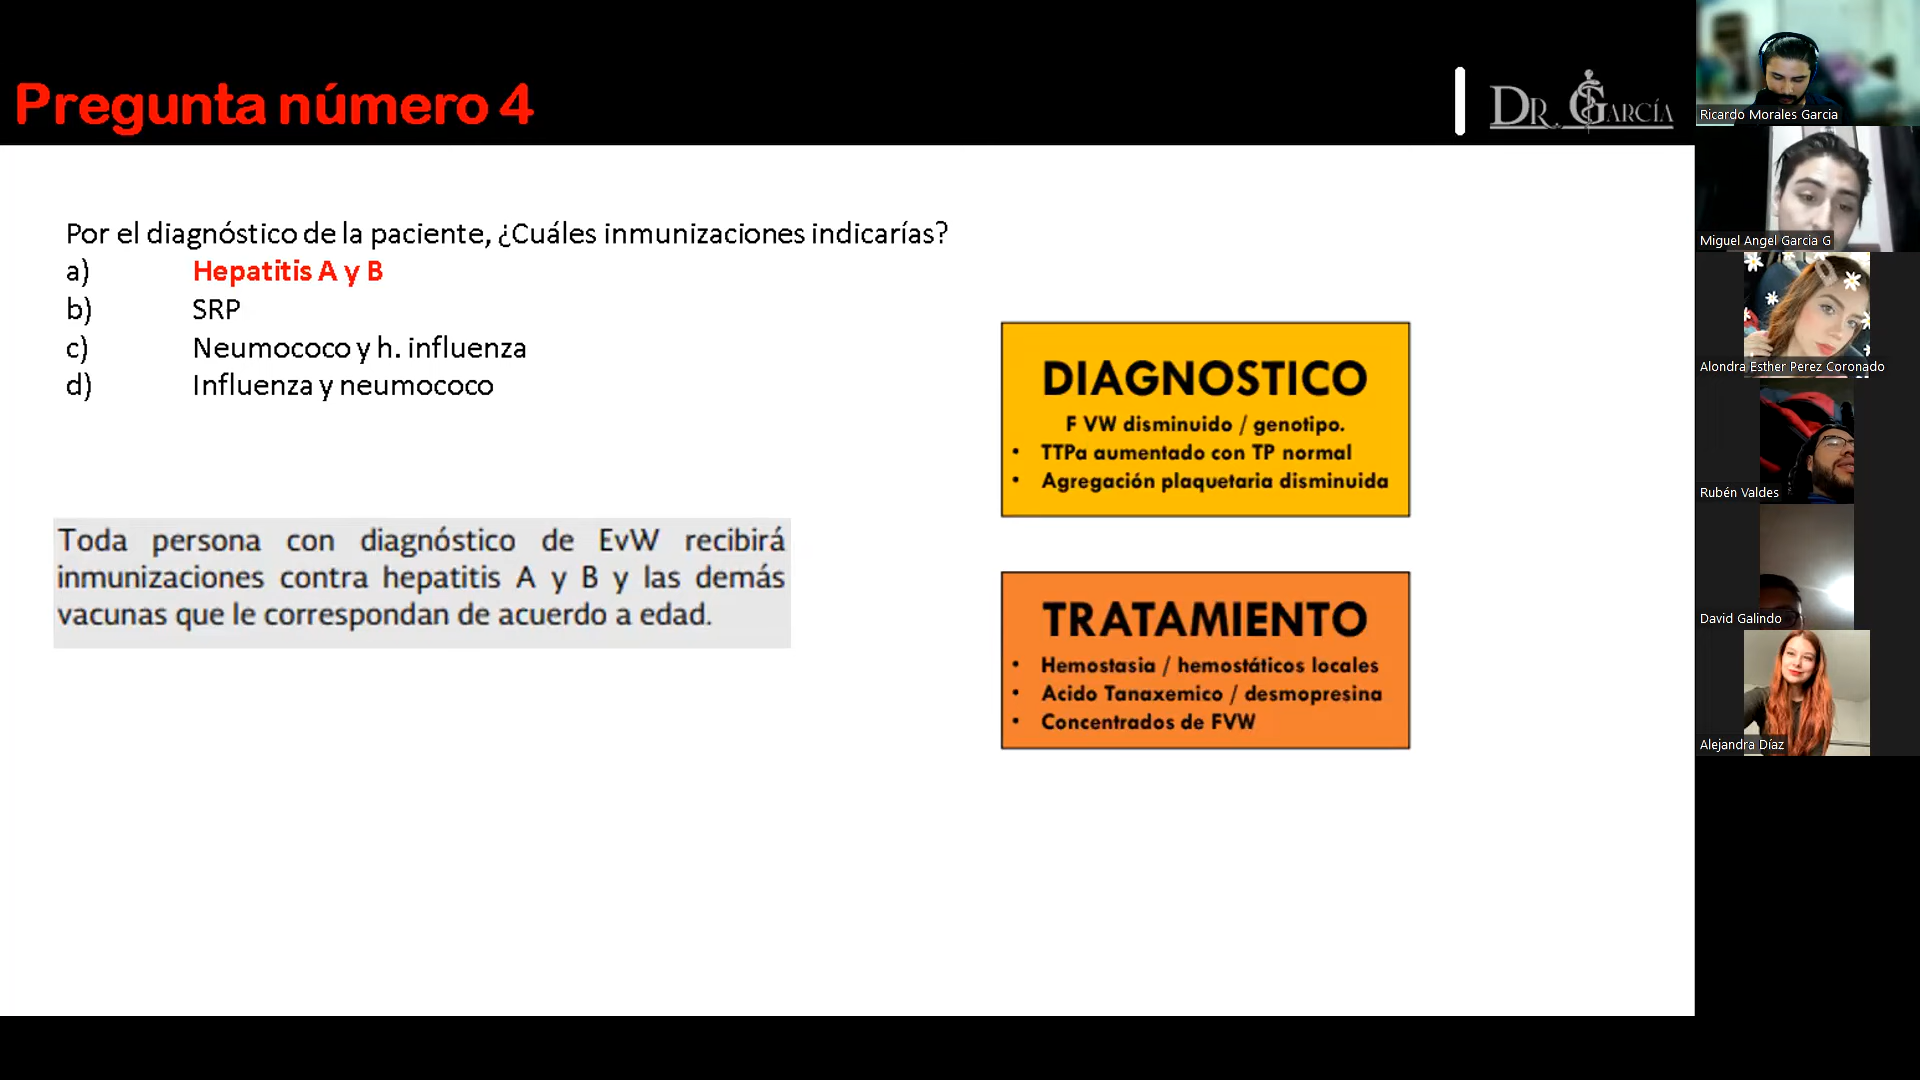 Pregunta número 4
DR. GARCÍA
Por el diagnóstico de la paciente, ¿Cuáles inmunizaciones indicarías?
a) Hepatitis A y B
b) SRP
c) Neumococo y h. influenza
d) Influenza y neumococo
Toda persona con diagnóstico de EvW recibirá
inmunizaciones contra hepatitis A y B y las demás
vacunas que le correspondan de acuerdo a edad.
DIAGNOSTICO
F VW disminuido / genotipo.
• TTPa aumentado con TP normal
• Agregación plaquetaria disminuida
TRATAMIENTO
• Hemostasia / hemostáticos locales
• Acido Tanaxemico / desmopresina
• Concentrados de FVW
Ricardo Morales Garcia
Miguel Angel Garcia G
Alondra Esther Perez Coronado
Rubén Valdes
David Galindo
Alejandra Díaz